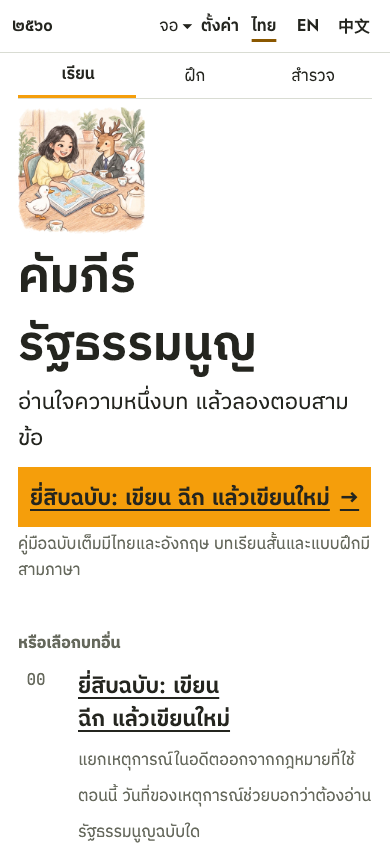 ๒๕๖๐ จอ ตั้งค่า ไทย EN 中文
เรียน ฝึก สำรวจ
คัมภีร์
รัฐธรรมนูญ
อ่านใจความหนึ่งบท แล้วลองตอบสาม
ข้อ
ยี่สิบฉบับ: เขียน ฉีก แล้วเขียนใหม่ →
คู่มือฉบับเต็มมีไทยและอังกฤษ บทเรียนสั้นและแบบฝึกมี
สามภาษา
หรือเลือกบทอื่น
00 ยี่สิบฉบับ: เขียน
ฉีก แล้วเขียนใหม่
แยกเหตุการณ์ในอดีตออกจากกฎหมายที่ใช้
ตอนนี้ วันที่ของเหตุการณ์ช่วยบอกว่าต้องอ่าน
รัฐธรรมนูญฉบับใด